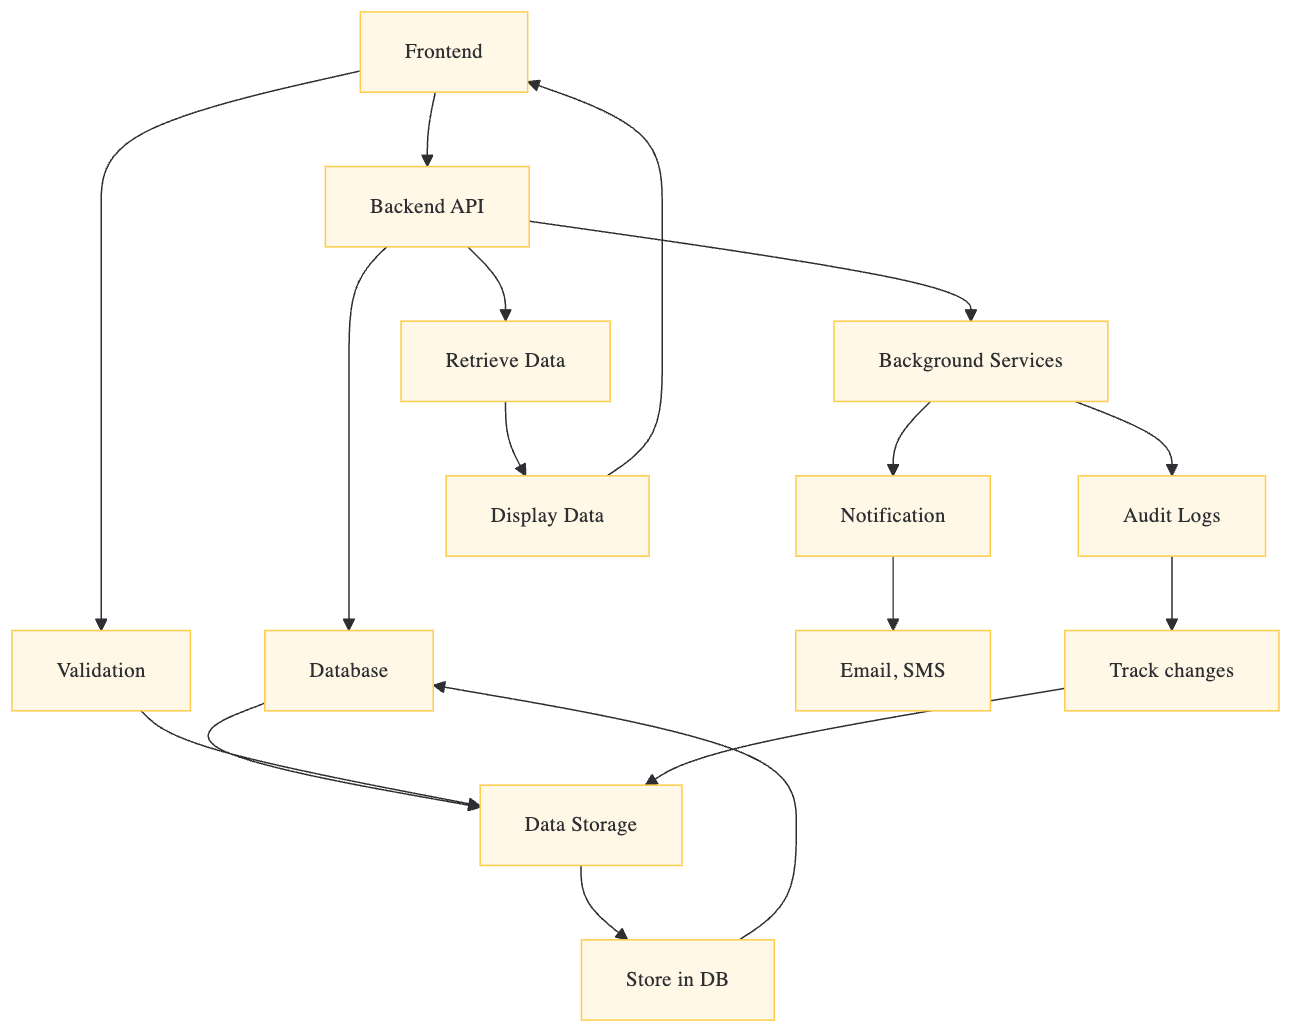 Frontend
Backend API
Retrieve Data
Background Services
Display Data
Notification
Audit Logs
Validation
Database
Email, SMS
Track changes
Data Storage
Store in DB